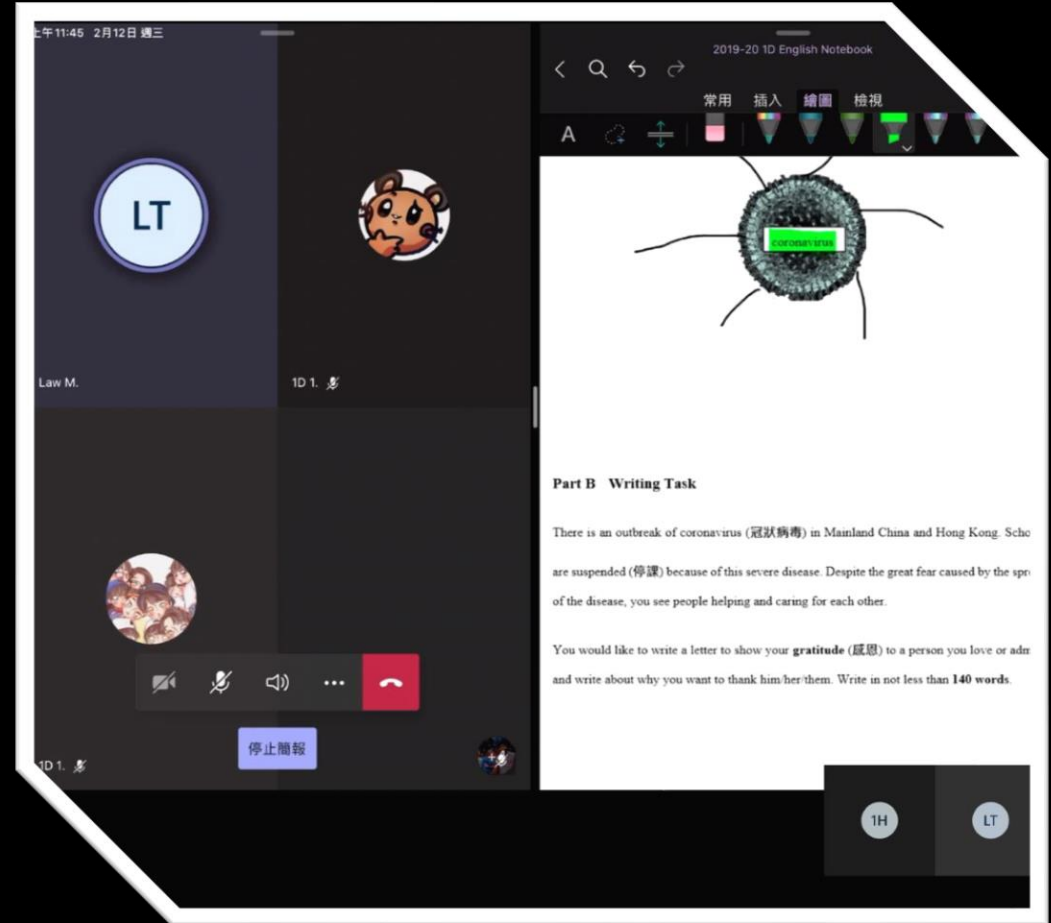 上午11:45 2月12日 週三
LT
Law M.
1D 1.
1D 1.
停止簡報
2019-20 1D English Notebook
常用 插入 繪圖 檢視
A
coronavirus
Part B Writing Task
There is an outbreak of coronavirus (冠狀病毒) in Mainland China and Hong Kong. Scho
are suspended (停課) because of this severe disease. Despite the great fear caused by the spr
of the disease, you see people helping and caring for each other.
You would like to write a letter to show your gratitude (感恩) to a person you love or adm
and write about why you want to thank him/her/them. Write in not less than 140 words.
1H
LT